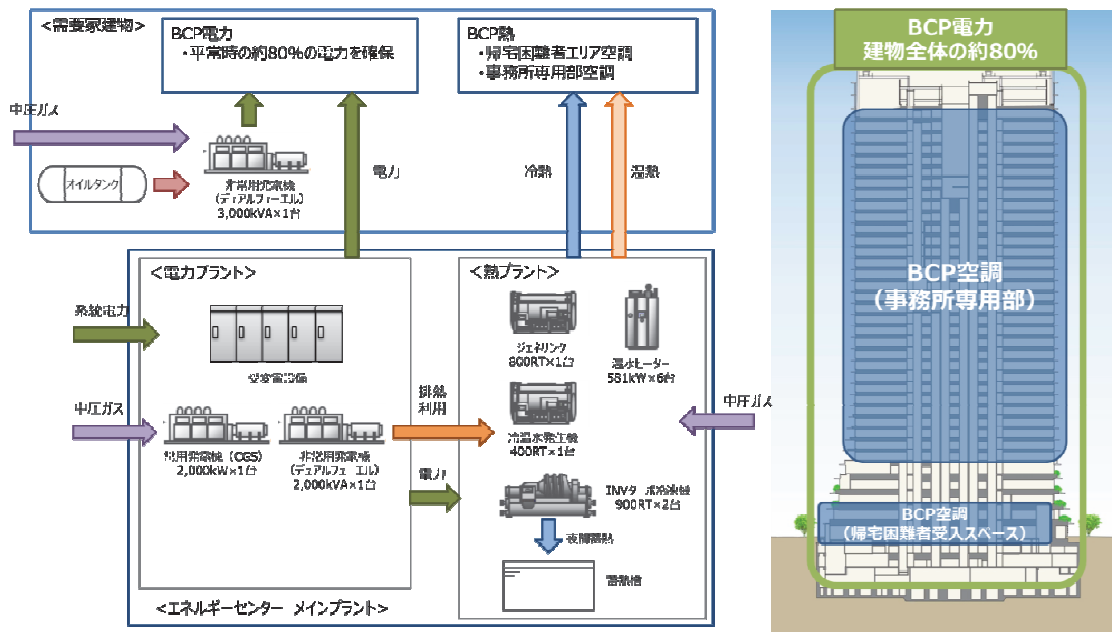 ＜需要家建物＞
BCP電力
・平常時の約80％の電力を確保
BCP熱
・帰宅困難者エリア空調
・事務所専用部空調
中圧ガス
オイルタンク
非常用発電機
（デュアルフューエル）
3,000kVA×1台
電力
冷熱
温熱
＜電力プラント＞
系統電力
受変電設備
中圧ガス
常用発電機（CGS）
2,000kW×1台
非常用発電機
（デュアルフューエル）
2,000kVA×1台
排熱
利用
電力
＜熱プラント＞
ジェネリンク
800RT×1台
温水ヒーター
581kW×6台
冷温水発生機
400RT×1台
中圧ガス
INVターボ冷凍機
900RT×2台
夜間蓄熱
蓄熱槽
＜エネルギーセンター メインプラント＞
BCP電力
建物全体の約80％
BCP空調
（事務所専用部）
BCP空調
（帰宅困難者受入スペース）